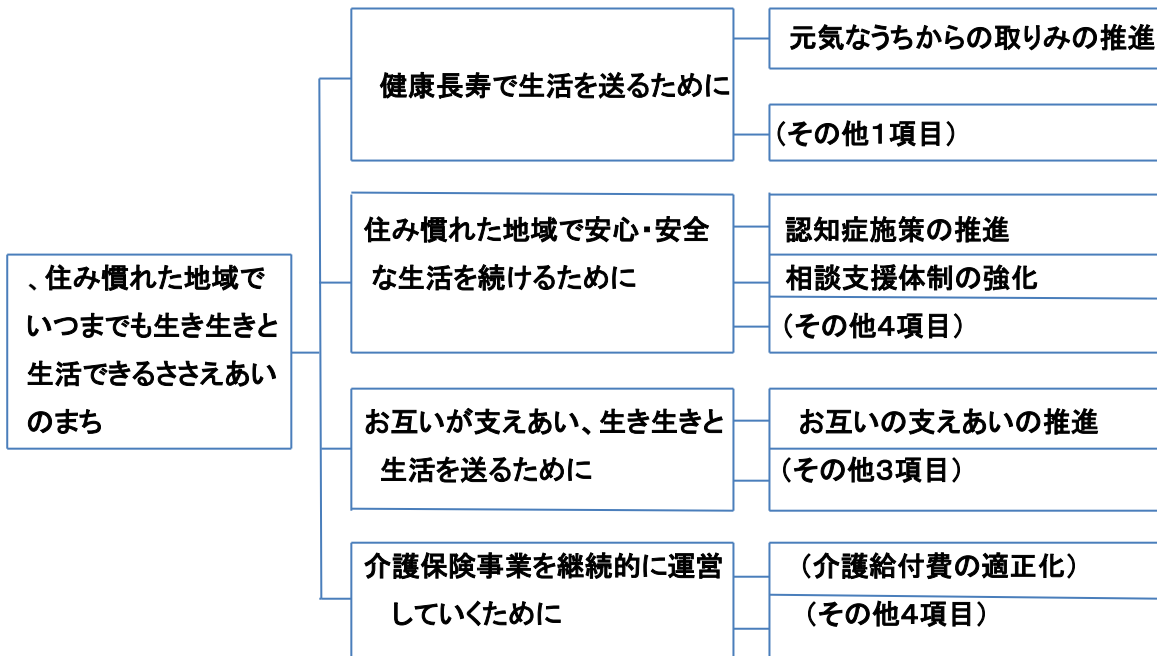 、住み慣れた地域で
いつまでも生き生きと
生活できるささえあい
のまち
健康長寿で生活を送るために
元気なうちからの取りみの推進
(その他１項目)
住み慣れた地域で安心・安全
な生活を続けるために
認知症施策の推進
相談支援体制の強化
(その他４項目)
お互いが支えあい、生き生きと
生活を送るために
お互いの支えあいの推進
(その他３項目)
介護保険事業を継続的に運営
していくために
(介護給付費の適正化)
(その他４項目)